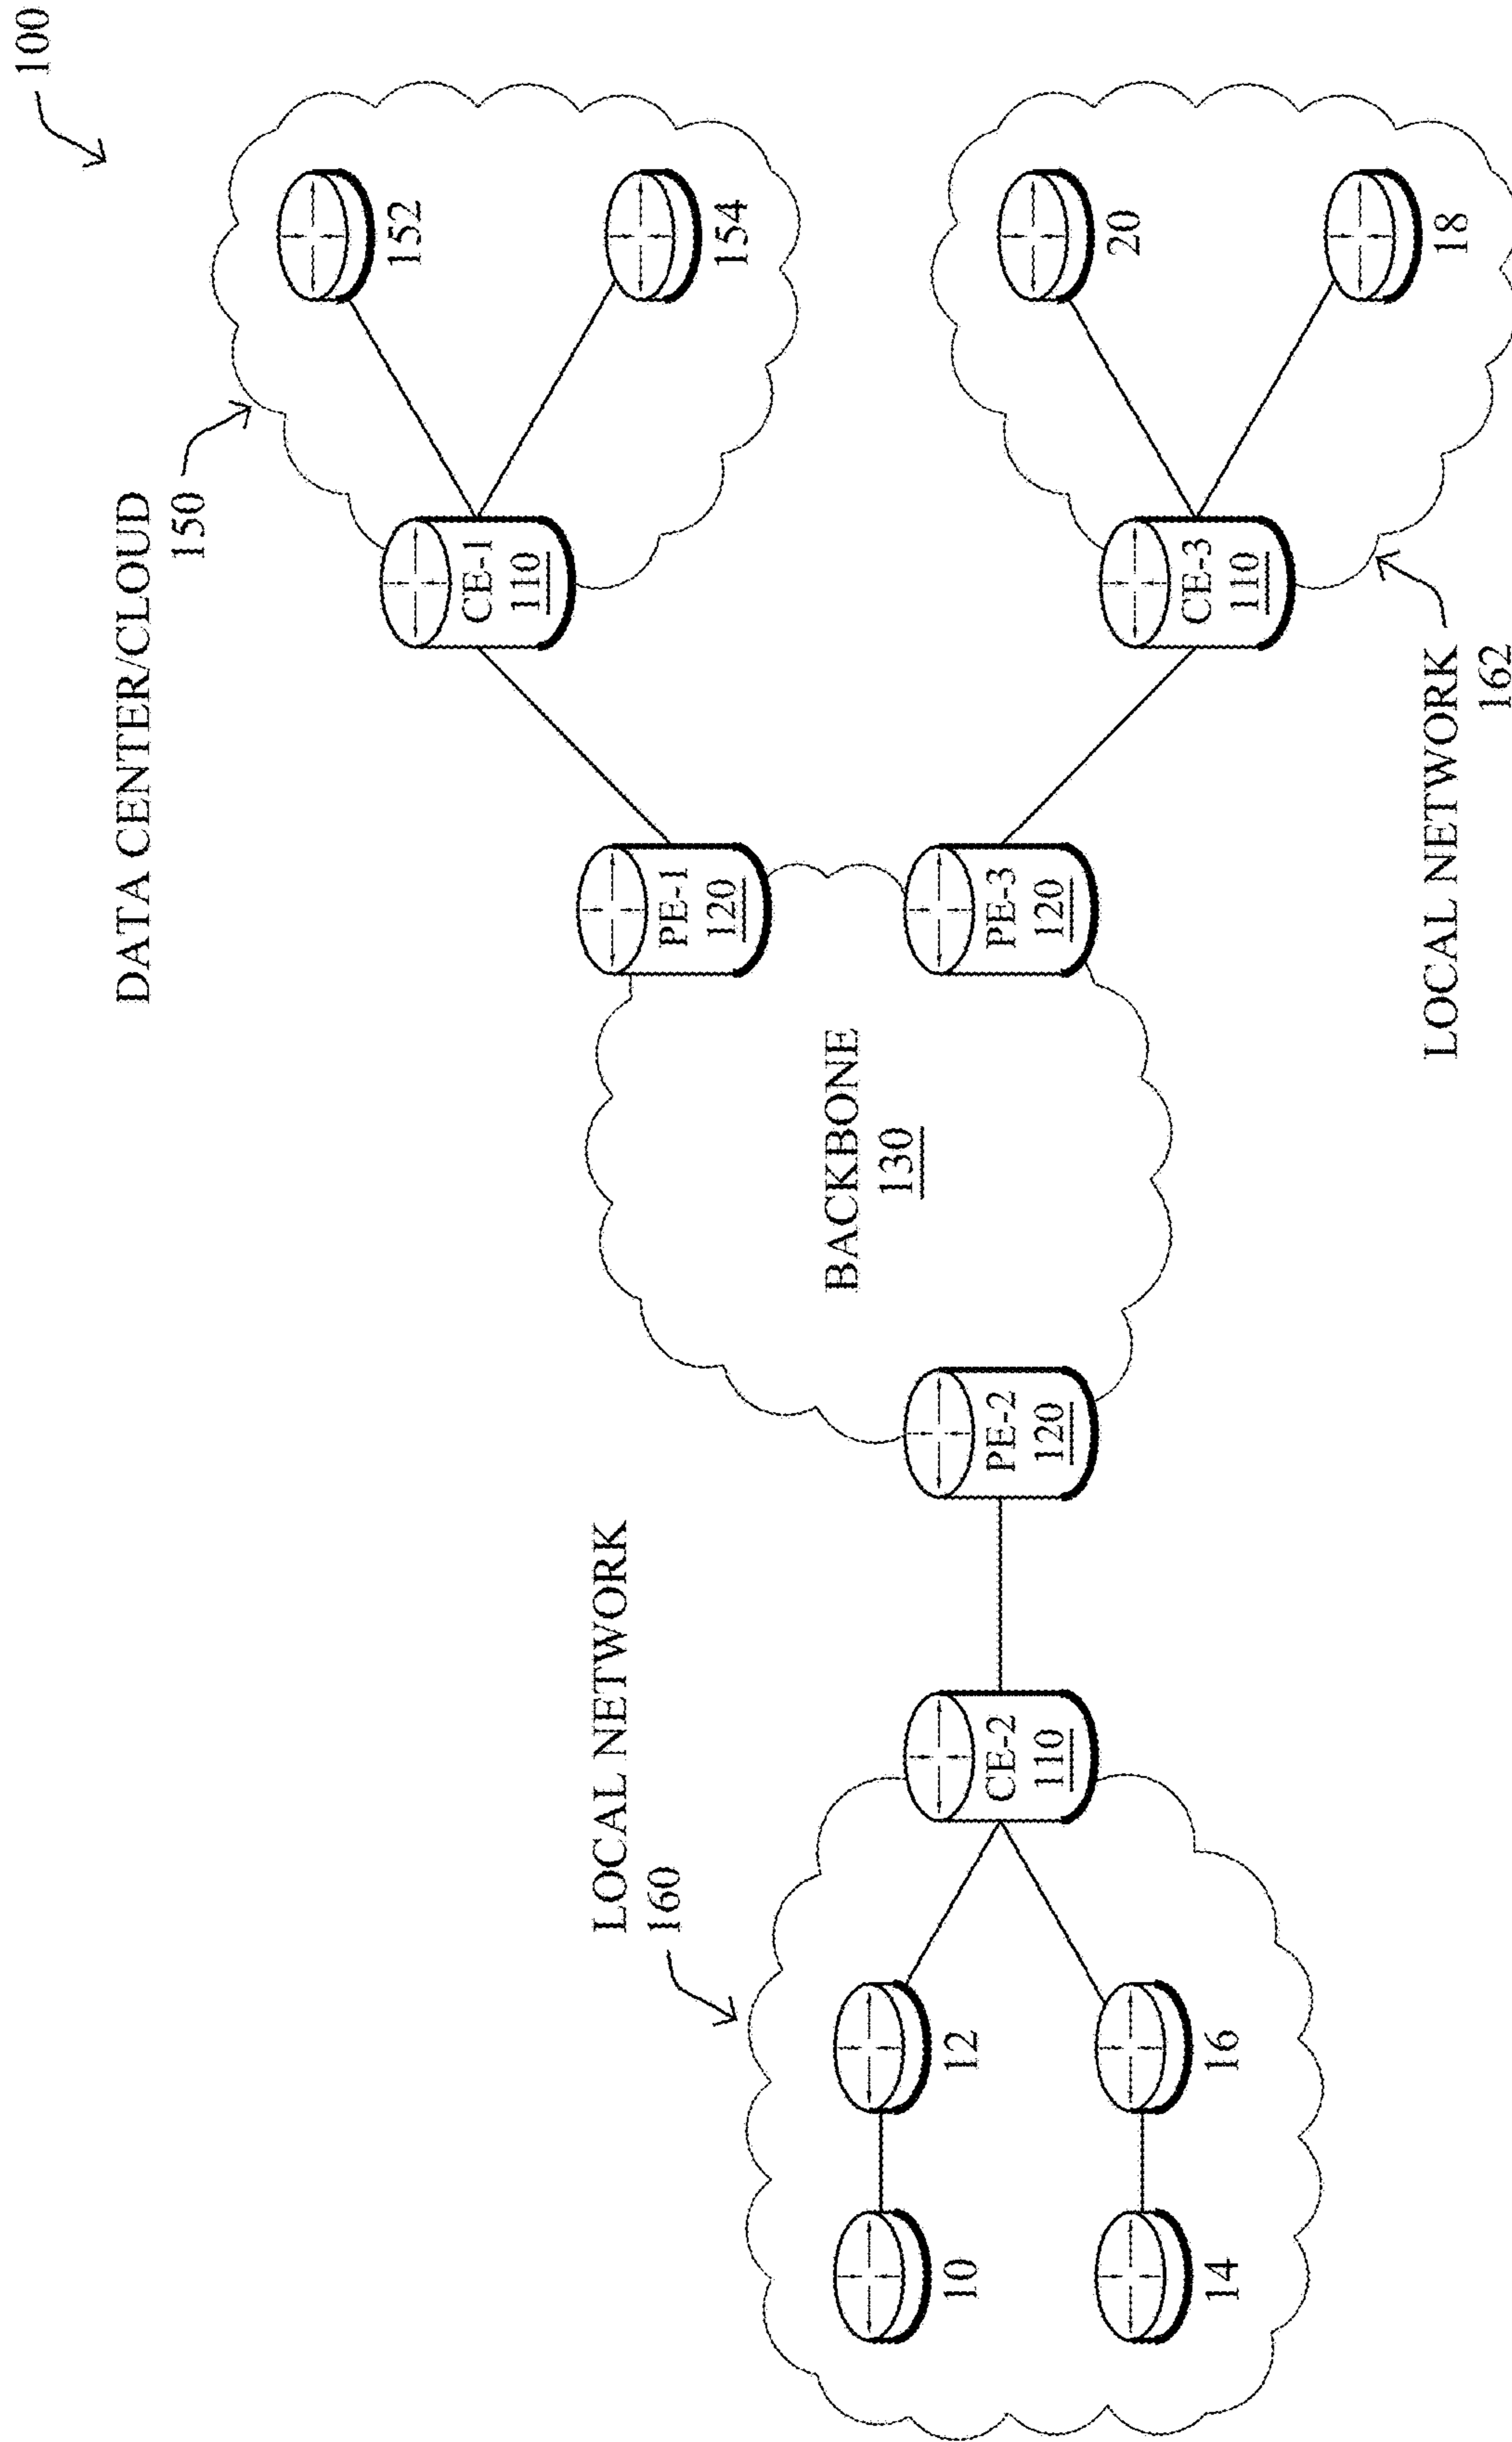 100
DATA CENTER/CLOUD
150
152
154
CE-1
110
PE-1
120
BACKBONE
130
LOCAL NETWORK
160
PE-2
120
PE-3
120
CE-2
110
CE-3
110
10
12
14
16
20
18
LOCAL NETWORK
162